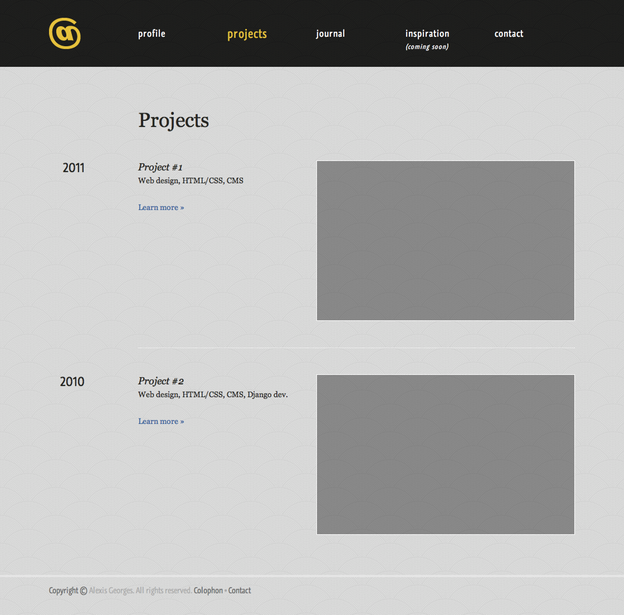 @
profile projects journal inspiration contact
(coming soon)
Projects
2011 Project #1
Web design, HTML/CSS, CMS
Learn more »
2010 Project #2
Web design, HTML/CSS, CMS, Django dev.
Learn more »
Copyright © Alexis Georges. All rights reserved. Colophon • Contact